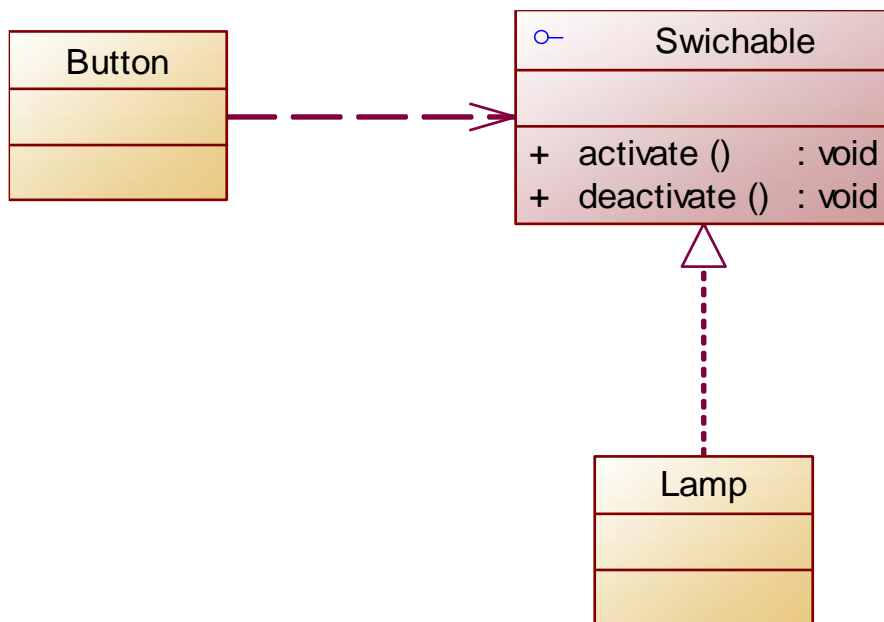 Button
Swichable
+ activate () : void
+ deactivate () : void
Lamp